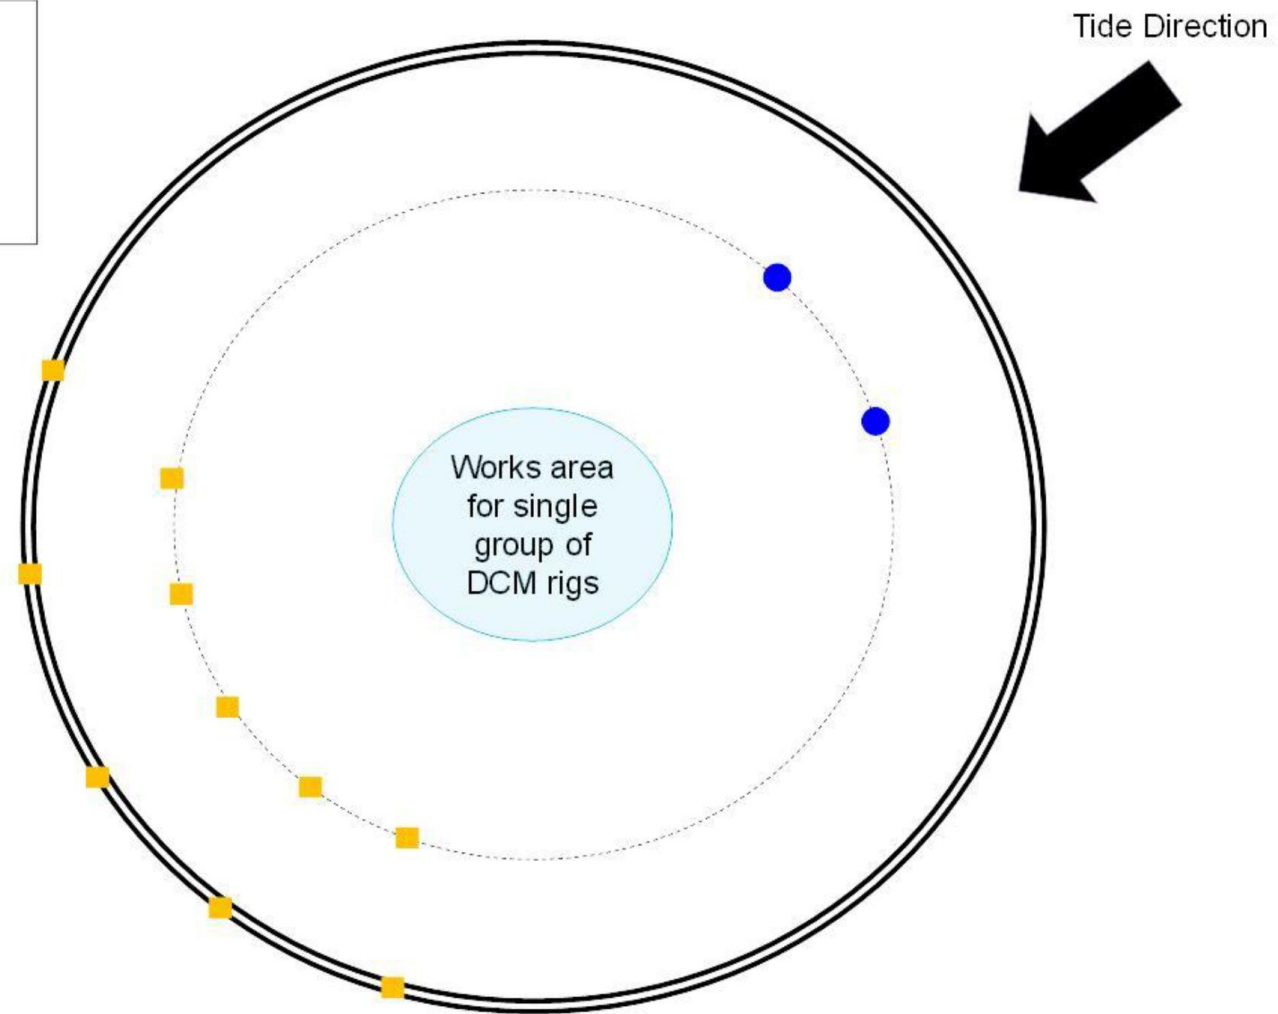 Tide Direction
Works area
for single
group of
DCM rigs